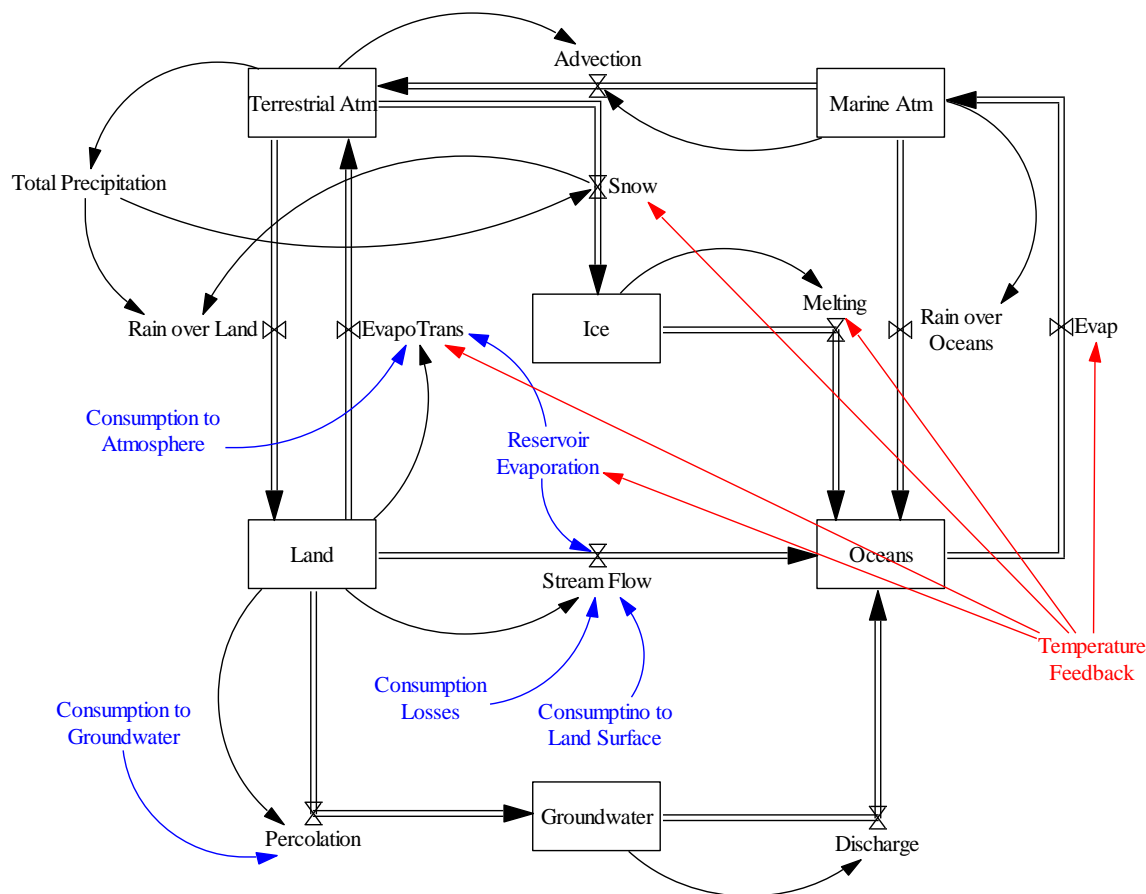 Advection
Terrestrial Atm
Marine Atm
Total Precipitation
Snow
Rain over Land
EvapoTrans
Ice
Melting
Rain over
Oceans
Evap
Consumption to
Atmosphere
Reservoir
Evaporation
Land
Stream Flow
Oceans
Temperature
Feedback
Consumption
Losses
Consumptino to
Land Surface
Consumption to
Groundwater
Percolation
Groundwater
Discharge